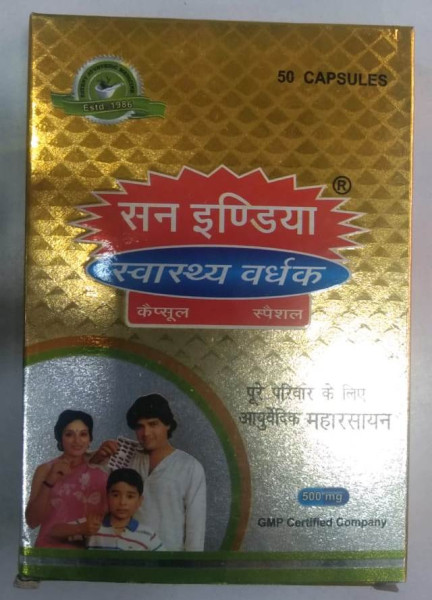 Estd. 1986
50 CAPSULES
®
सन इण्डिया
स्वास्थ्य वर्धक
कैप्सूल स्पैशल
पूरे परिवार के लिए
आयुर्वेदिक महारसायन
500 mg
GMP Certified Company